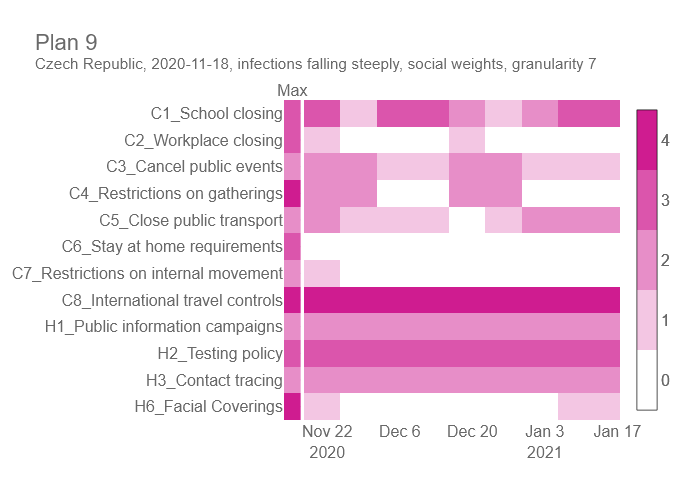 Plan 9
Czech Republic, 2020-11-18, infections falling steeply, social weights, granularity 7
Max
C1_School closing
C2_Workplace closing
C3_Cancel public events
C4_Restrictions on gatherings
C5_Close public transport
C6_Stay at home requirements
C7_Restrictions on internal movement
C8_International travel controls
H1_Public information campaigns
H2_Testing policy
H3_Contact tracing
H6_Facial Coverings
Nov 22 Dec 6 Dec 20 Jan 3 Jan 17
2020 2021
4
3
2
1
0